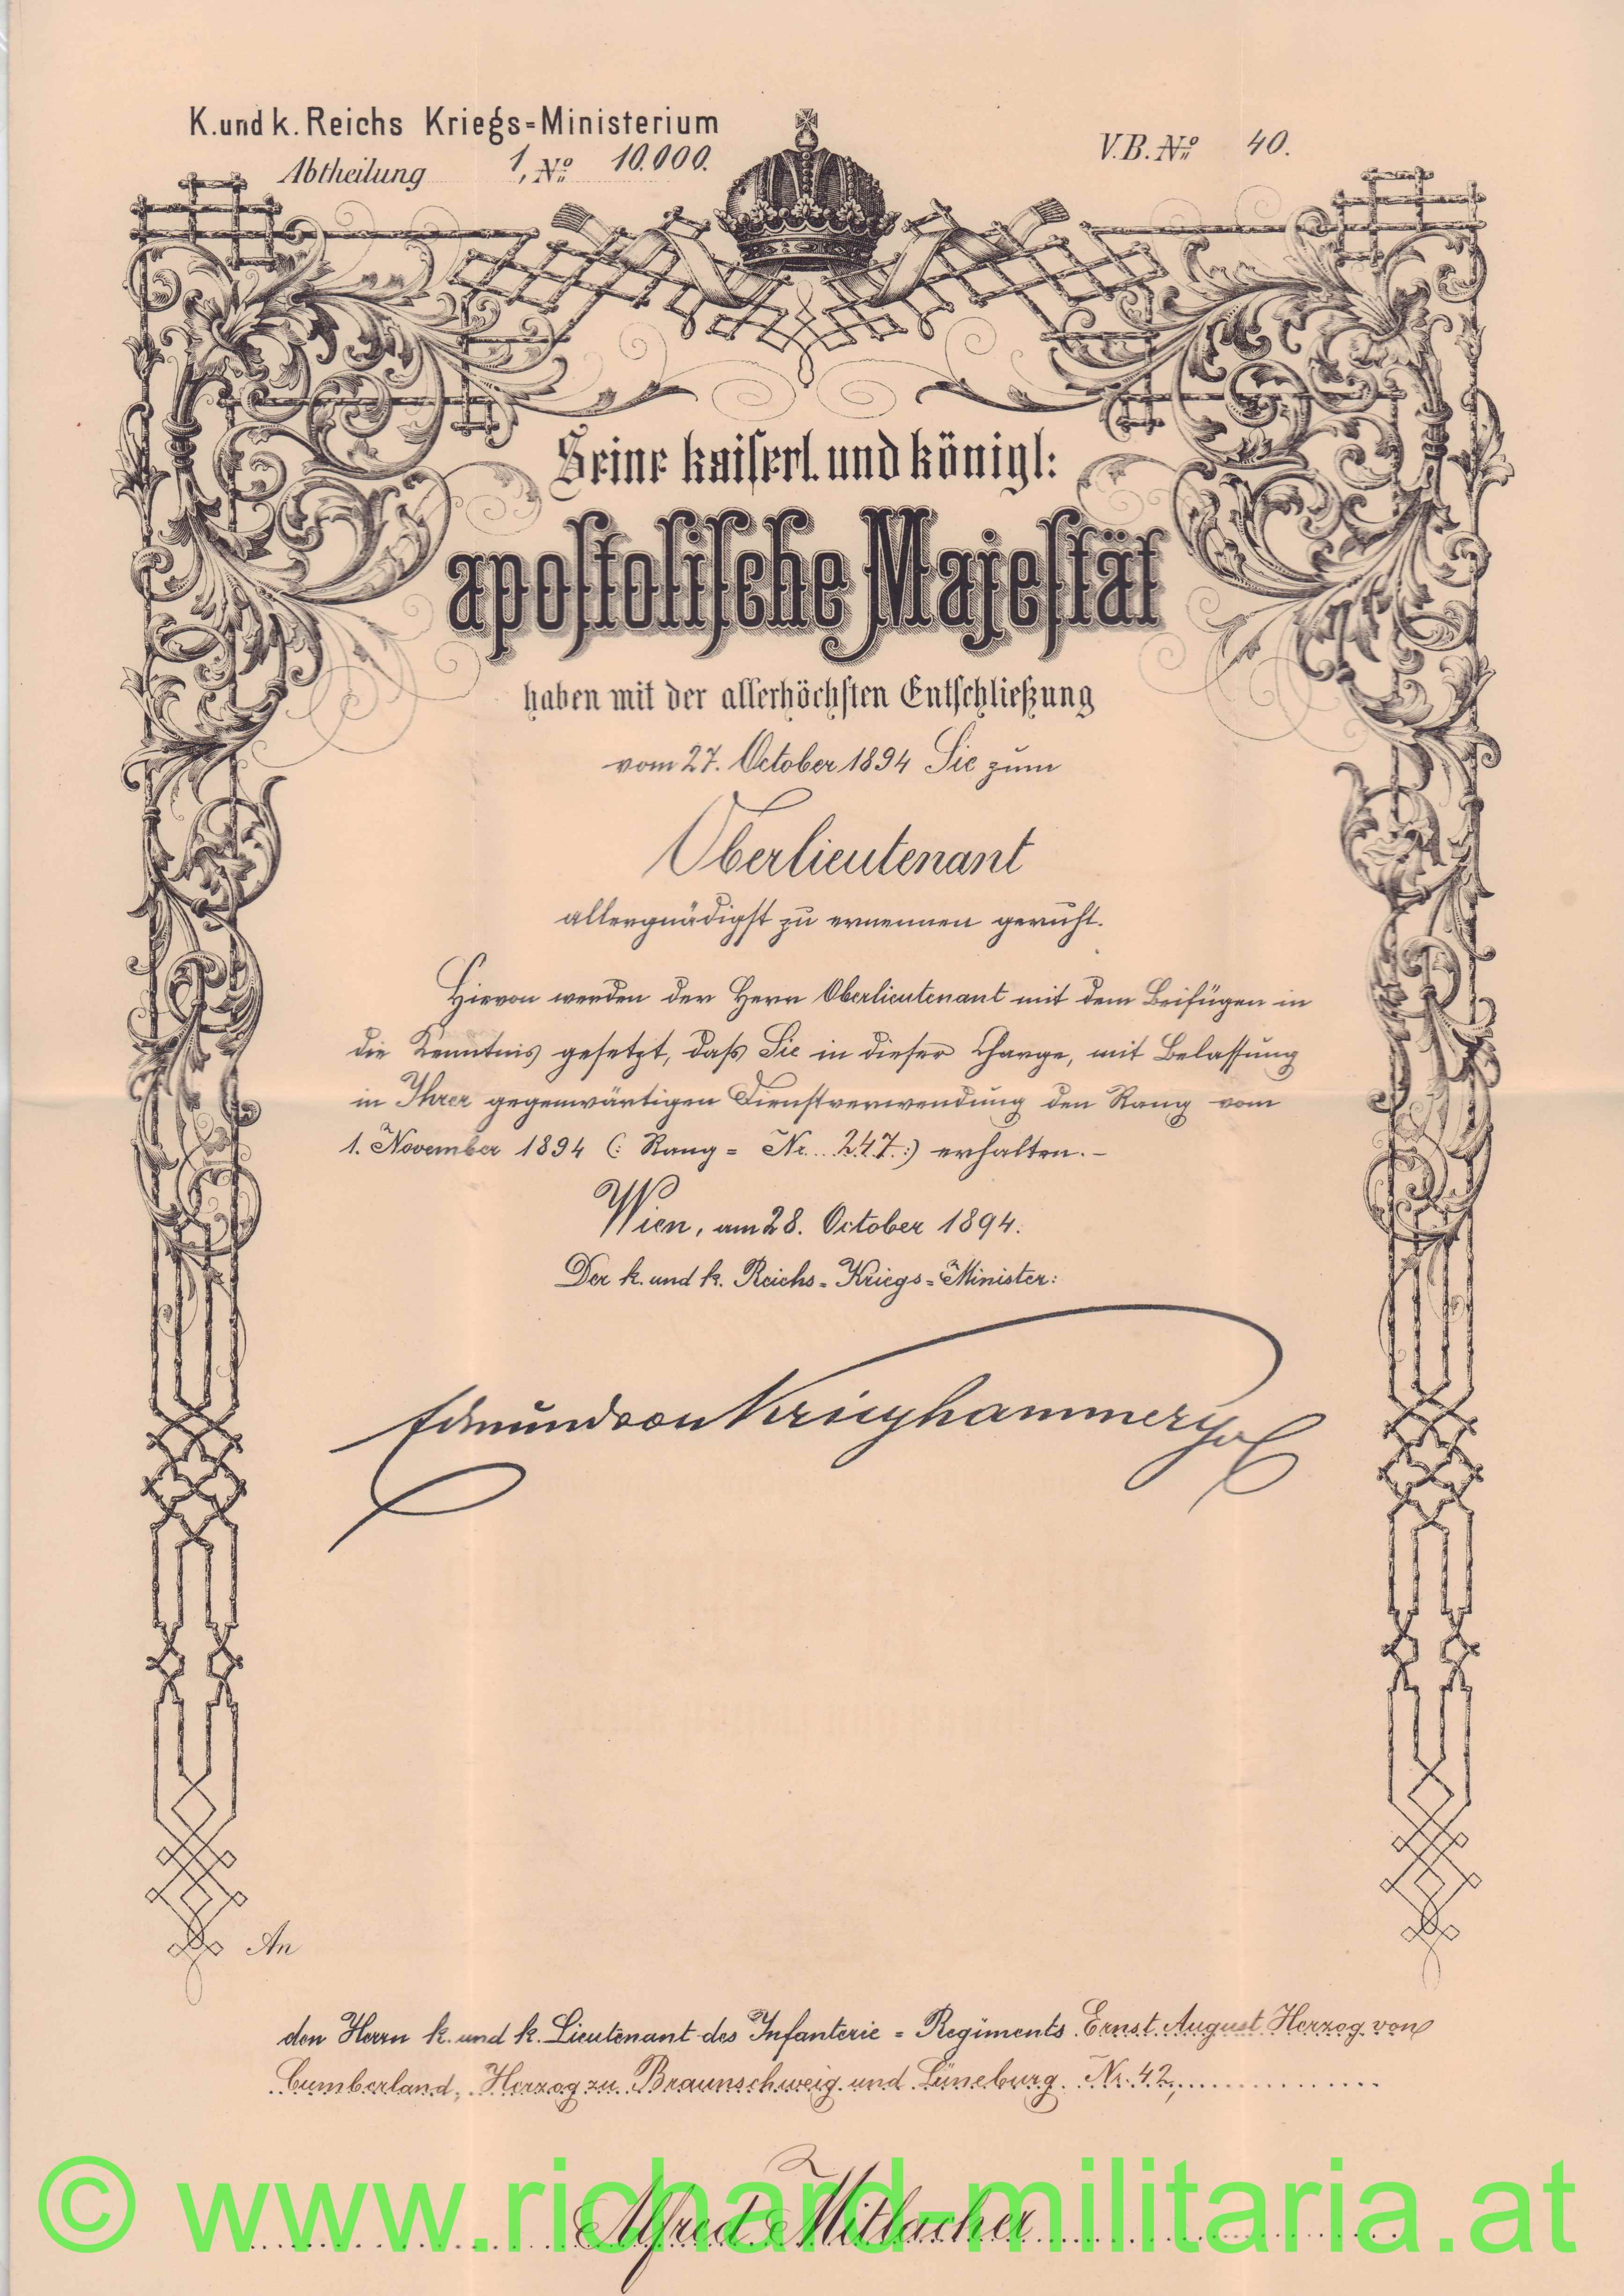 K. und k. Reichs Kriegs=Ministerium
Abtheilung 1, No 10.000.
V. B. No 40.
Seine kaiserl. und königl:
apostolische Majestät
haben mit der allerhöchsten Entschließung
vom 27. October 1894 Sie zum
Oberlieutenant
allergnädigst zu ernennen geruht.
Hievon werden der Herr Oberlieutenant mit dem Beifügen in
die Kenntnis gesetzt, daß Sie in dieser Charge, mit Belassung
in Ihrer gegenwärtigen Dienstverwendung den Rang vom
1. November 1894 (: Rang = Nr. 247 :) erhalten. –
Wien, am 28. October 1894.
Der k. und k. Reichs = Kriegs = Minister:
Edmund von Krieghammer
An
den Herrn k. und k. Lieutenant des Infanterie = Regiments Ernst August Herzog von
Cumberland, Herzog zu Braunschweig und Lüneburg Nr. 42,
Alfred Mitlacher
© www.richard-militaria.at